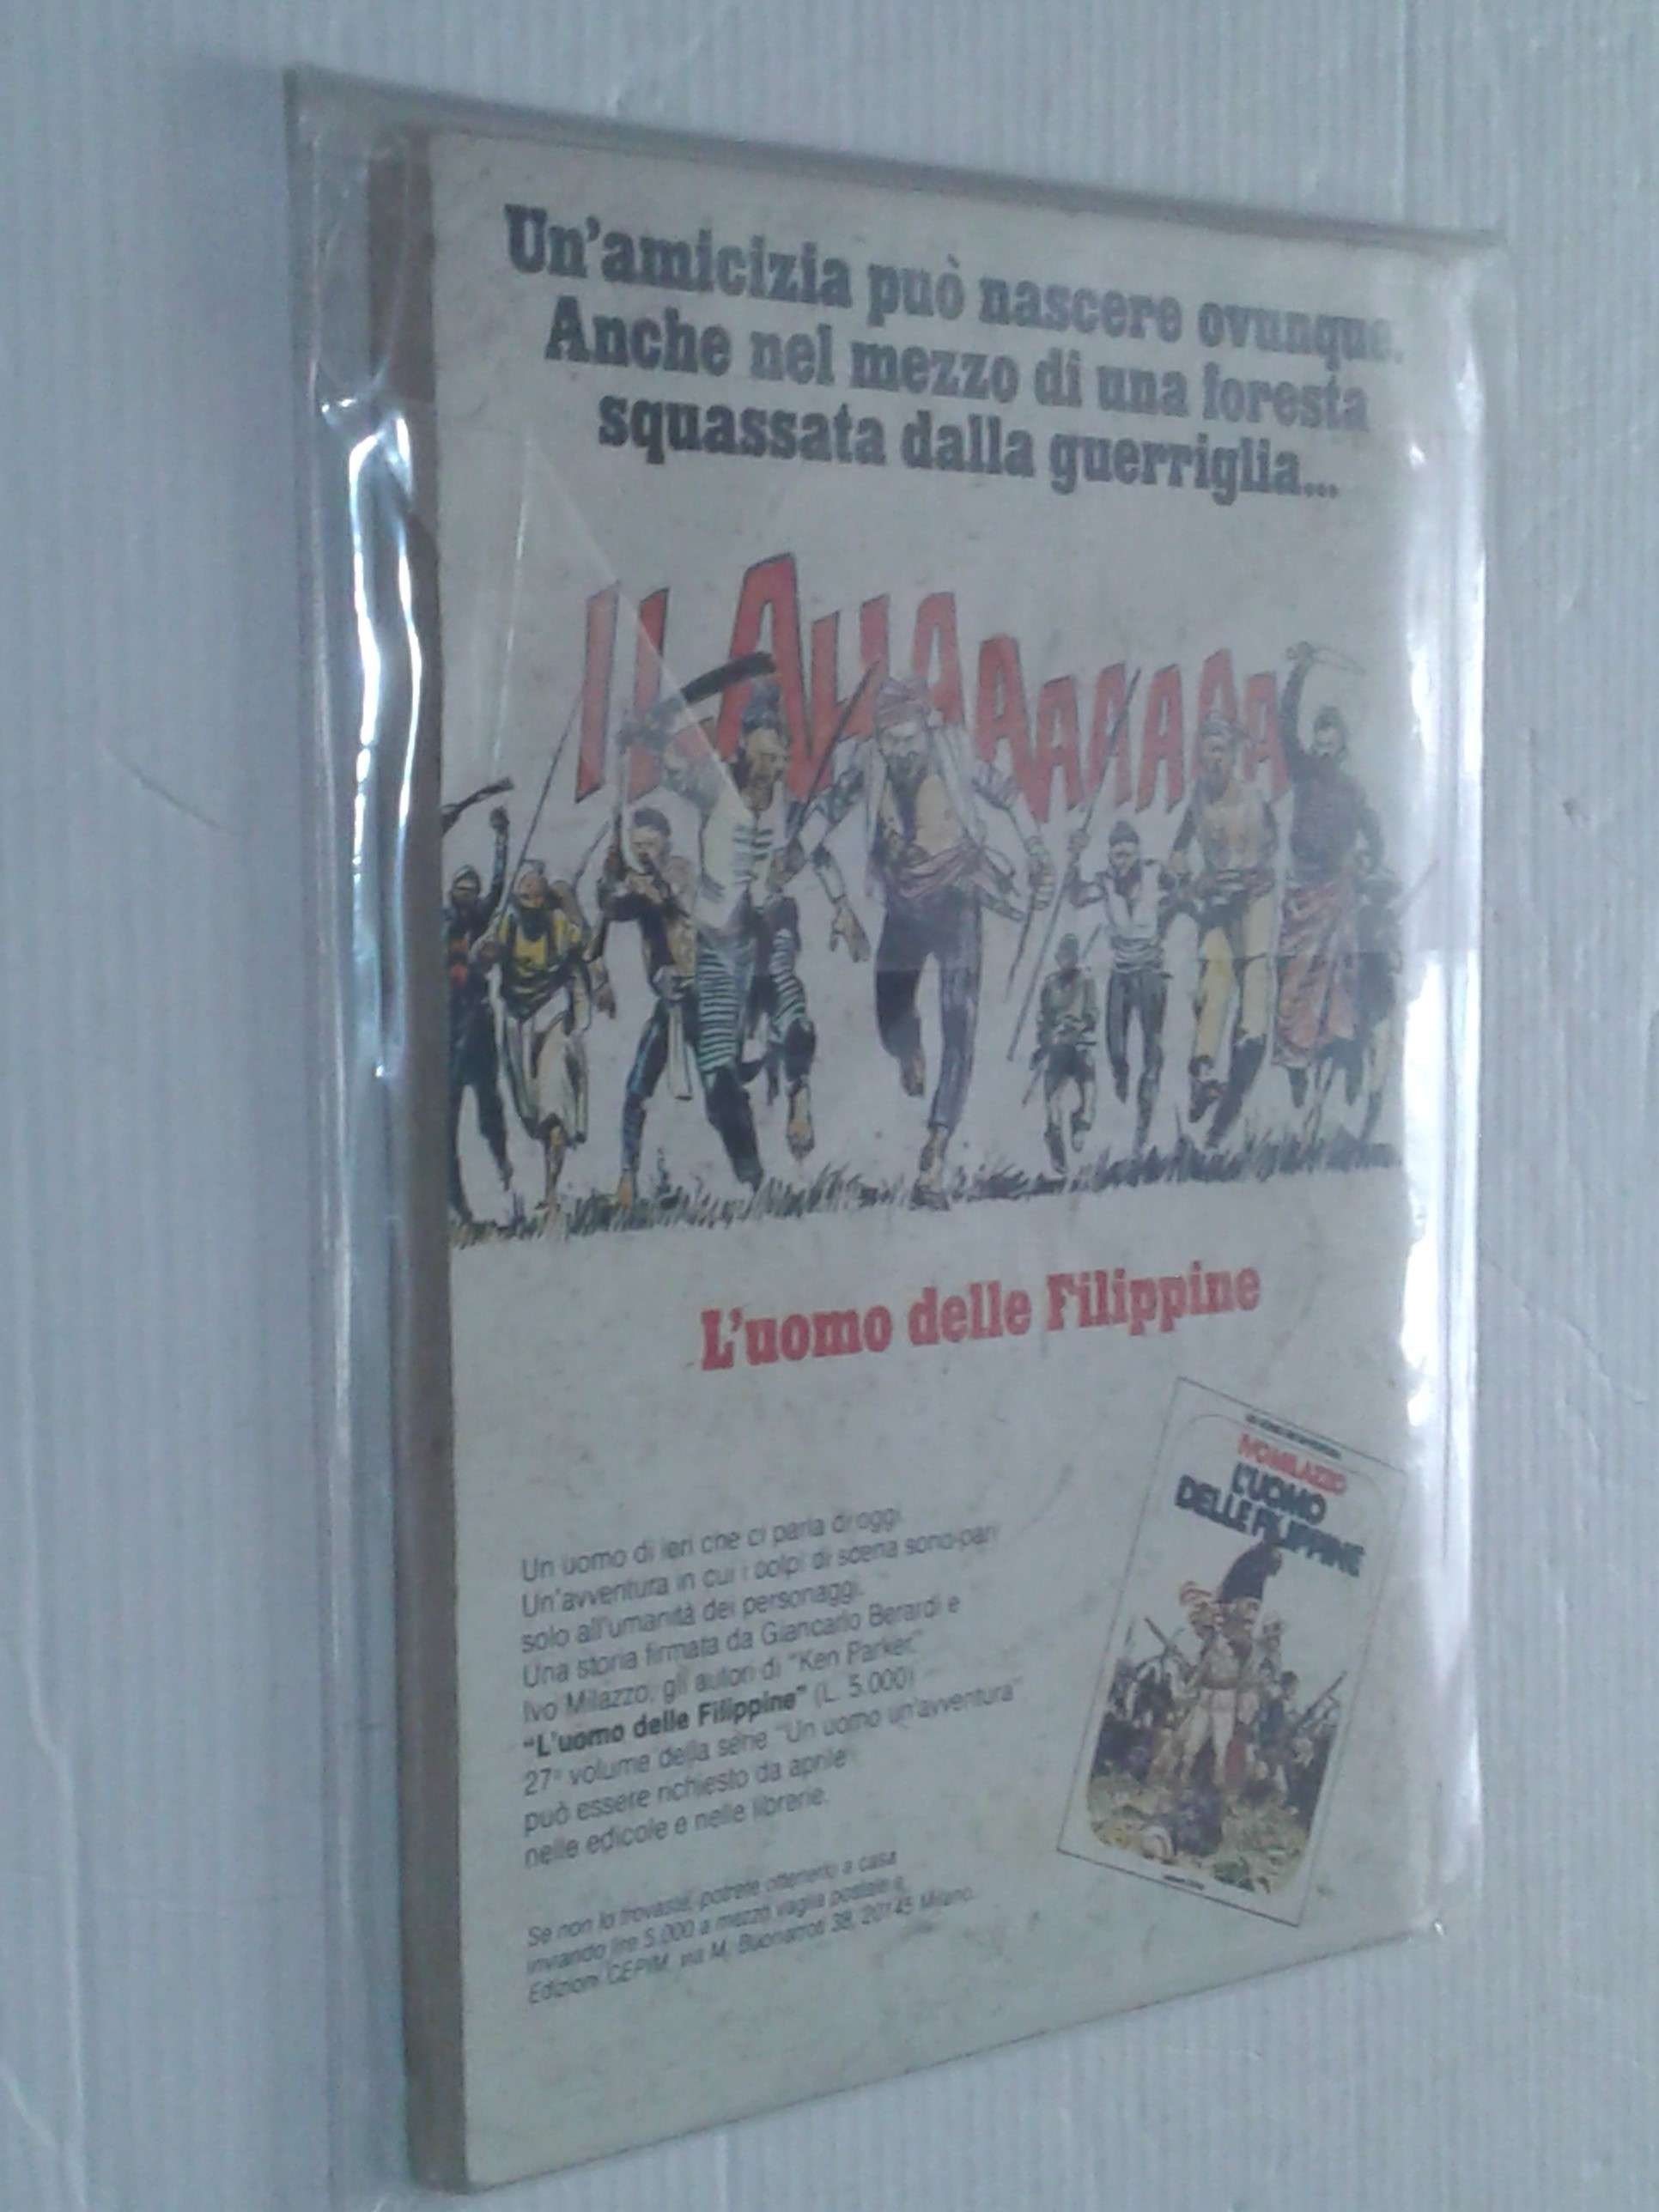 Un'amicizia può nascere ovunque.
Anche nel mezzo di una foresta
squassata dalla guerriglia...
L'uomo delle Filippine
IVO MILAZZO
L'UOMO
DELLE FILIPPINE
Un uomo di ieri che ci parla di oggi.
Un'avventura in cui i colpi di scena sono pari
solo all'umanità dei personaggi.
Una storia firmata da Giancarlo Berardi e
Ivo Milazzo, gli autori di "Ken Parker."
"L'uomo delle Filippine" (L. 5.000)
27° volume della serie "Un uomo un'avventura"
può essere richiesto da aprile
nelle edicole e nelle librerie.
Se non lo trovaste, potrete ottenerlo a casa
inviando lire 5.000 a mezzo vaglia postale a
Edizioni CEPIM, via M. Buonarroti 38, 20145 Milano.